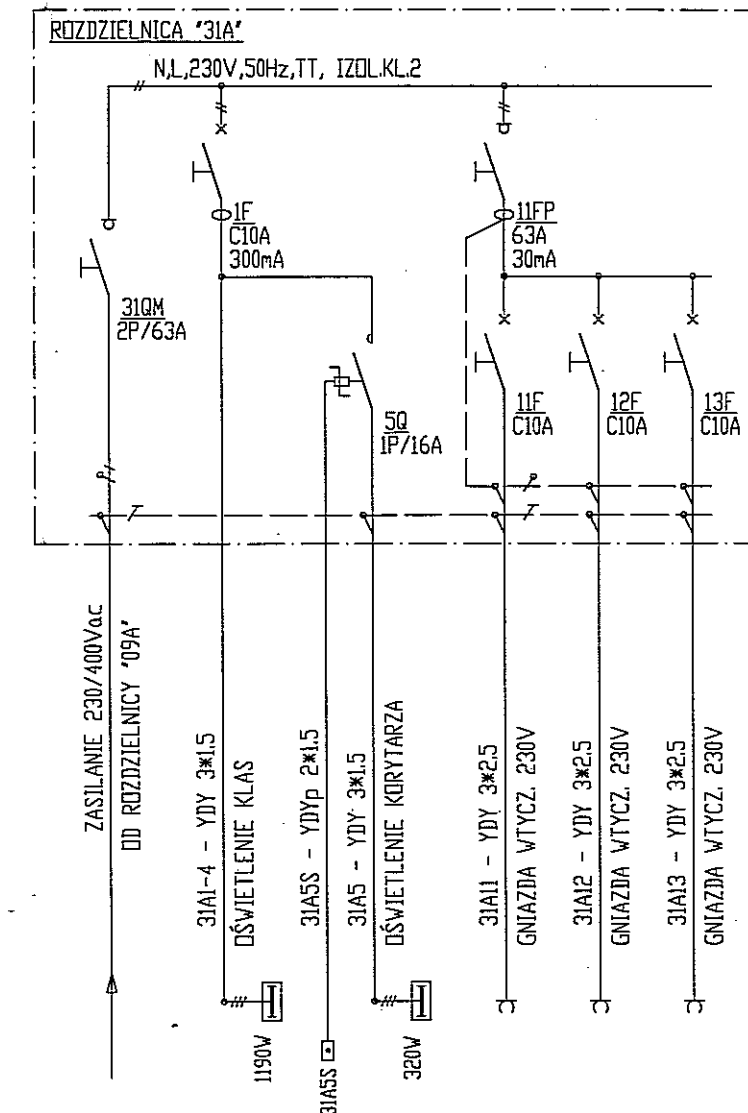 ROZDZIELNICA "31A"
N,L,230V,50Hz,TT, IZOL.KL.2
1F
C10A
300mA
11FP
63A
30mA
31QM
2P/63A
5Q
1P/16A
11F
C10A
12F
C10A
13F
C10A
ZASILANIE 230/400Vac
OD ROZDZIELNICY "09A"
31A1-4 - YDY 3*1.5
OŚWIETLENIE KLAS
31A5S - YDYp 2*1.5
31A5 - YDY 3*1.5
OŚWIETLENIE KORYTARZA
31A11 - YDY 3*2.5
GNIAZDA WTYCZ. 230V
31A12 - YDY 3*2.5
GNIAZDA WTYCZ. 230V
31A13 - YDY 3*2.5
GNIAZDA WTYCZ. 230V
1190W
31A5S
320W